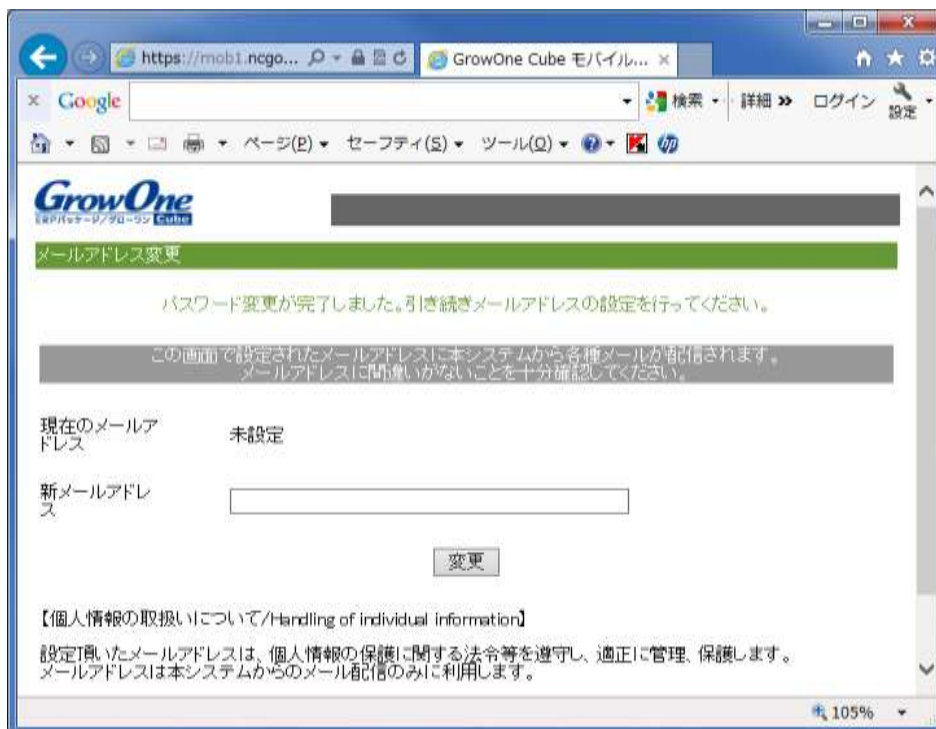 https://mob1.ncgo...
GrowOne Cube モバイル...
Google
検索
詳細 »
ログイン
設定
ページ(P)
セーフティ(S)
ツール(O)
GrowOne
ERPパッケージ/グローワン Cube
メールアドレス変更
パスワード変更が完了しました。引き続きメールアドレスの設定を行ってください。
この画面で設定されたメールアドレスに本システムから各種メールが配信されます。
メールアドレスに間違いがないことを十分確認してください。
現在のメールア
ドレス
未設定
新メールアドレ
ス
変更
【個人情報の取扱いについて/Handling of individual information】
設定頂いたメールアドレスは、個人情報の保護に関する法令等を遵守し、適正に管理、保護します。
メールアドレスは本システムからのメール配信のみに利用します。
105%